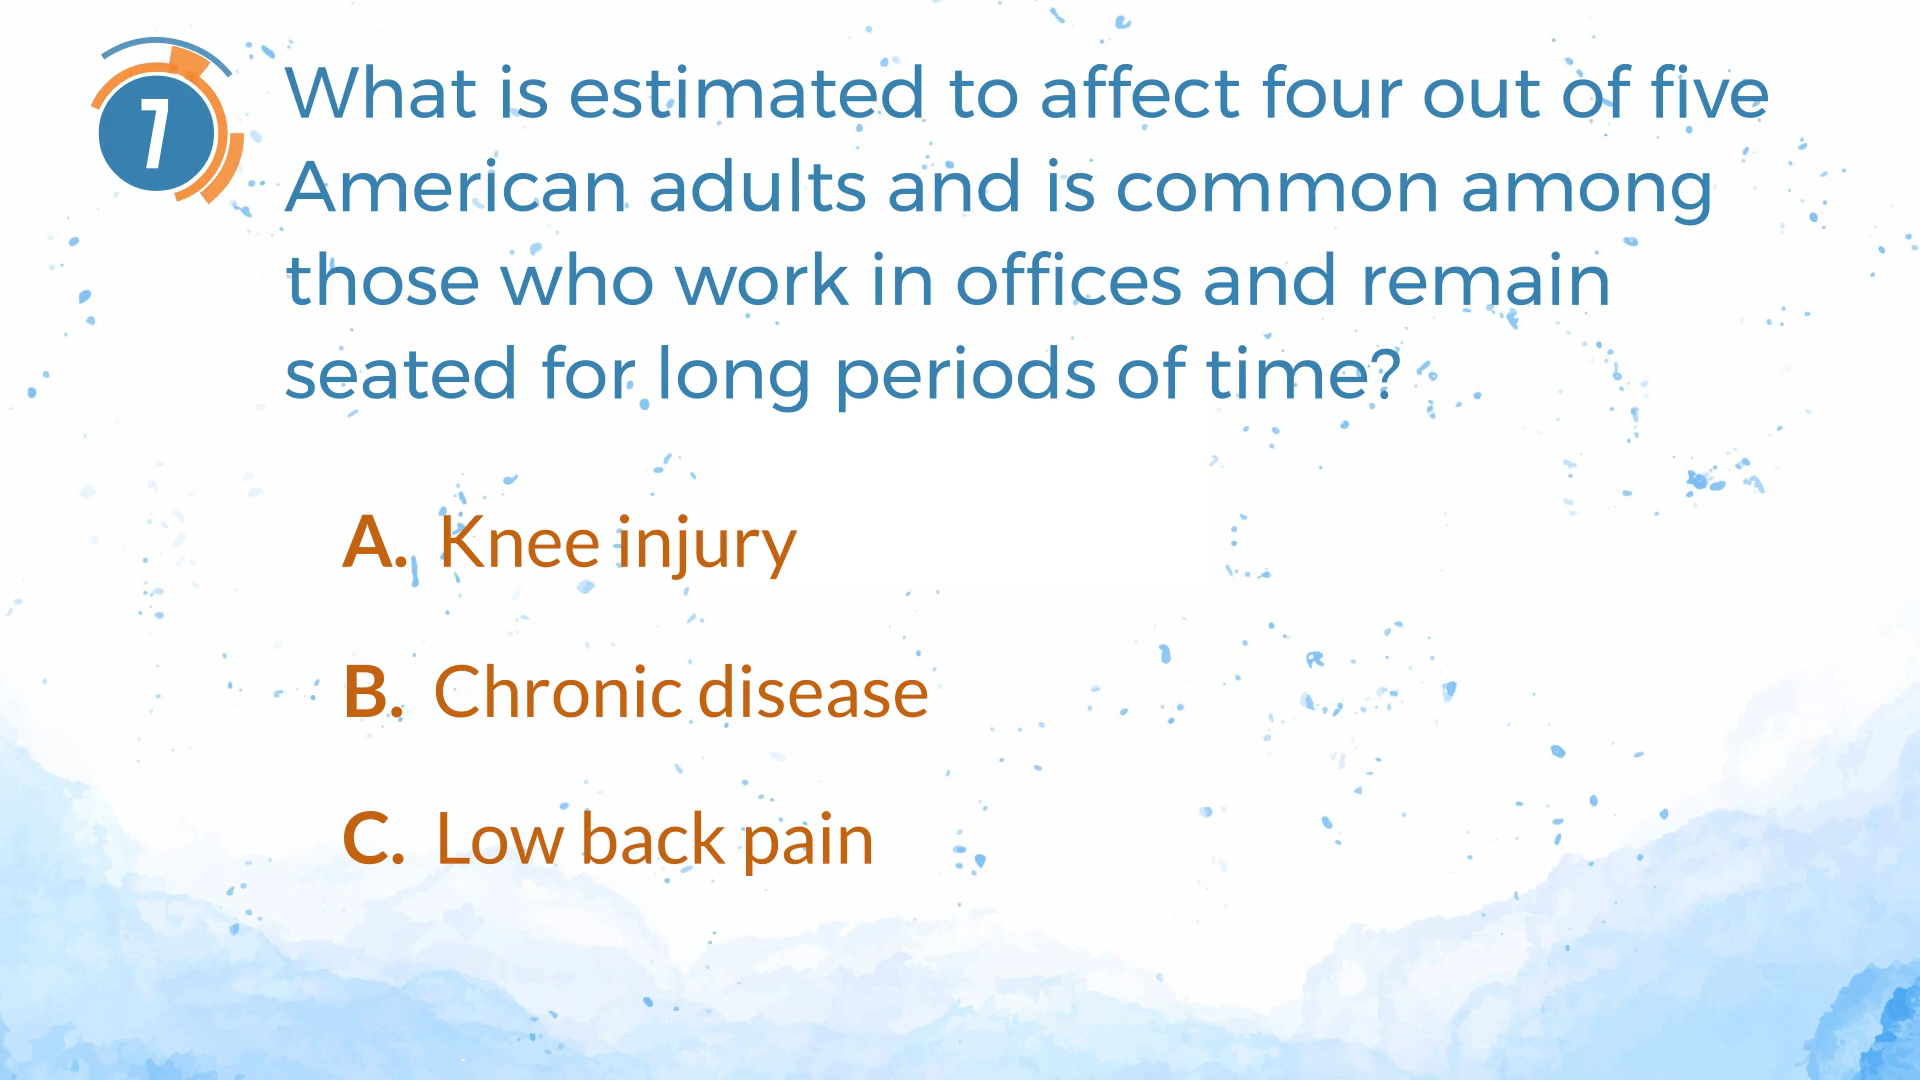 7
What is estimated to affect four out of five
American adults and is common among
those who work in offices and remain
seated for long periods of time?
A. Knee injury
B. Chronic disease
C. Low back pain